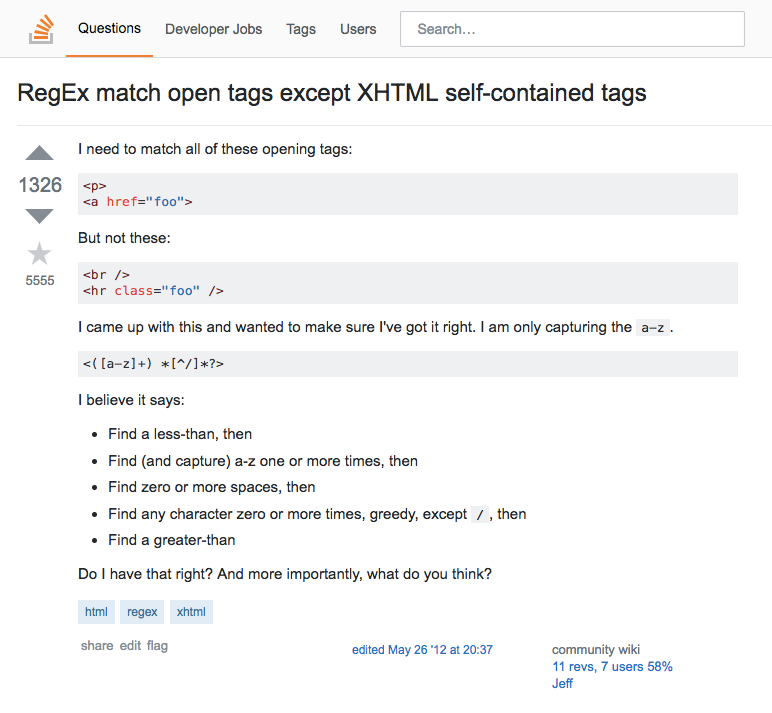 Questions Developer Jobs Tags Users Search...
RegEx match open tags except XHTML self-contained tags
I need to match all of these opening tags:
1326
<p>
<a href="foo">
But not these:
5555
<br />
<hr class="foo" />
I came up with this and wanted to make sure I've got it right. I am only capturing the a-z.
<([a-z]+) *[^/]*?>
I believe it says:
• Find a less-than, then
• Find (and capture) a-z one or more times, then
• Find zero or more spaces, then
• Find any character zero or more times, greedy, except /, then
• Find a greater-than
Do I have that right? And more importantly, what do you think?
html regex xhtml
share edit flag
edited May 26 '12 at 20:37
community wiki
11 revs, 7 users 58%
Jeff